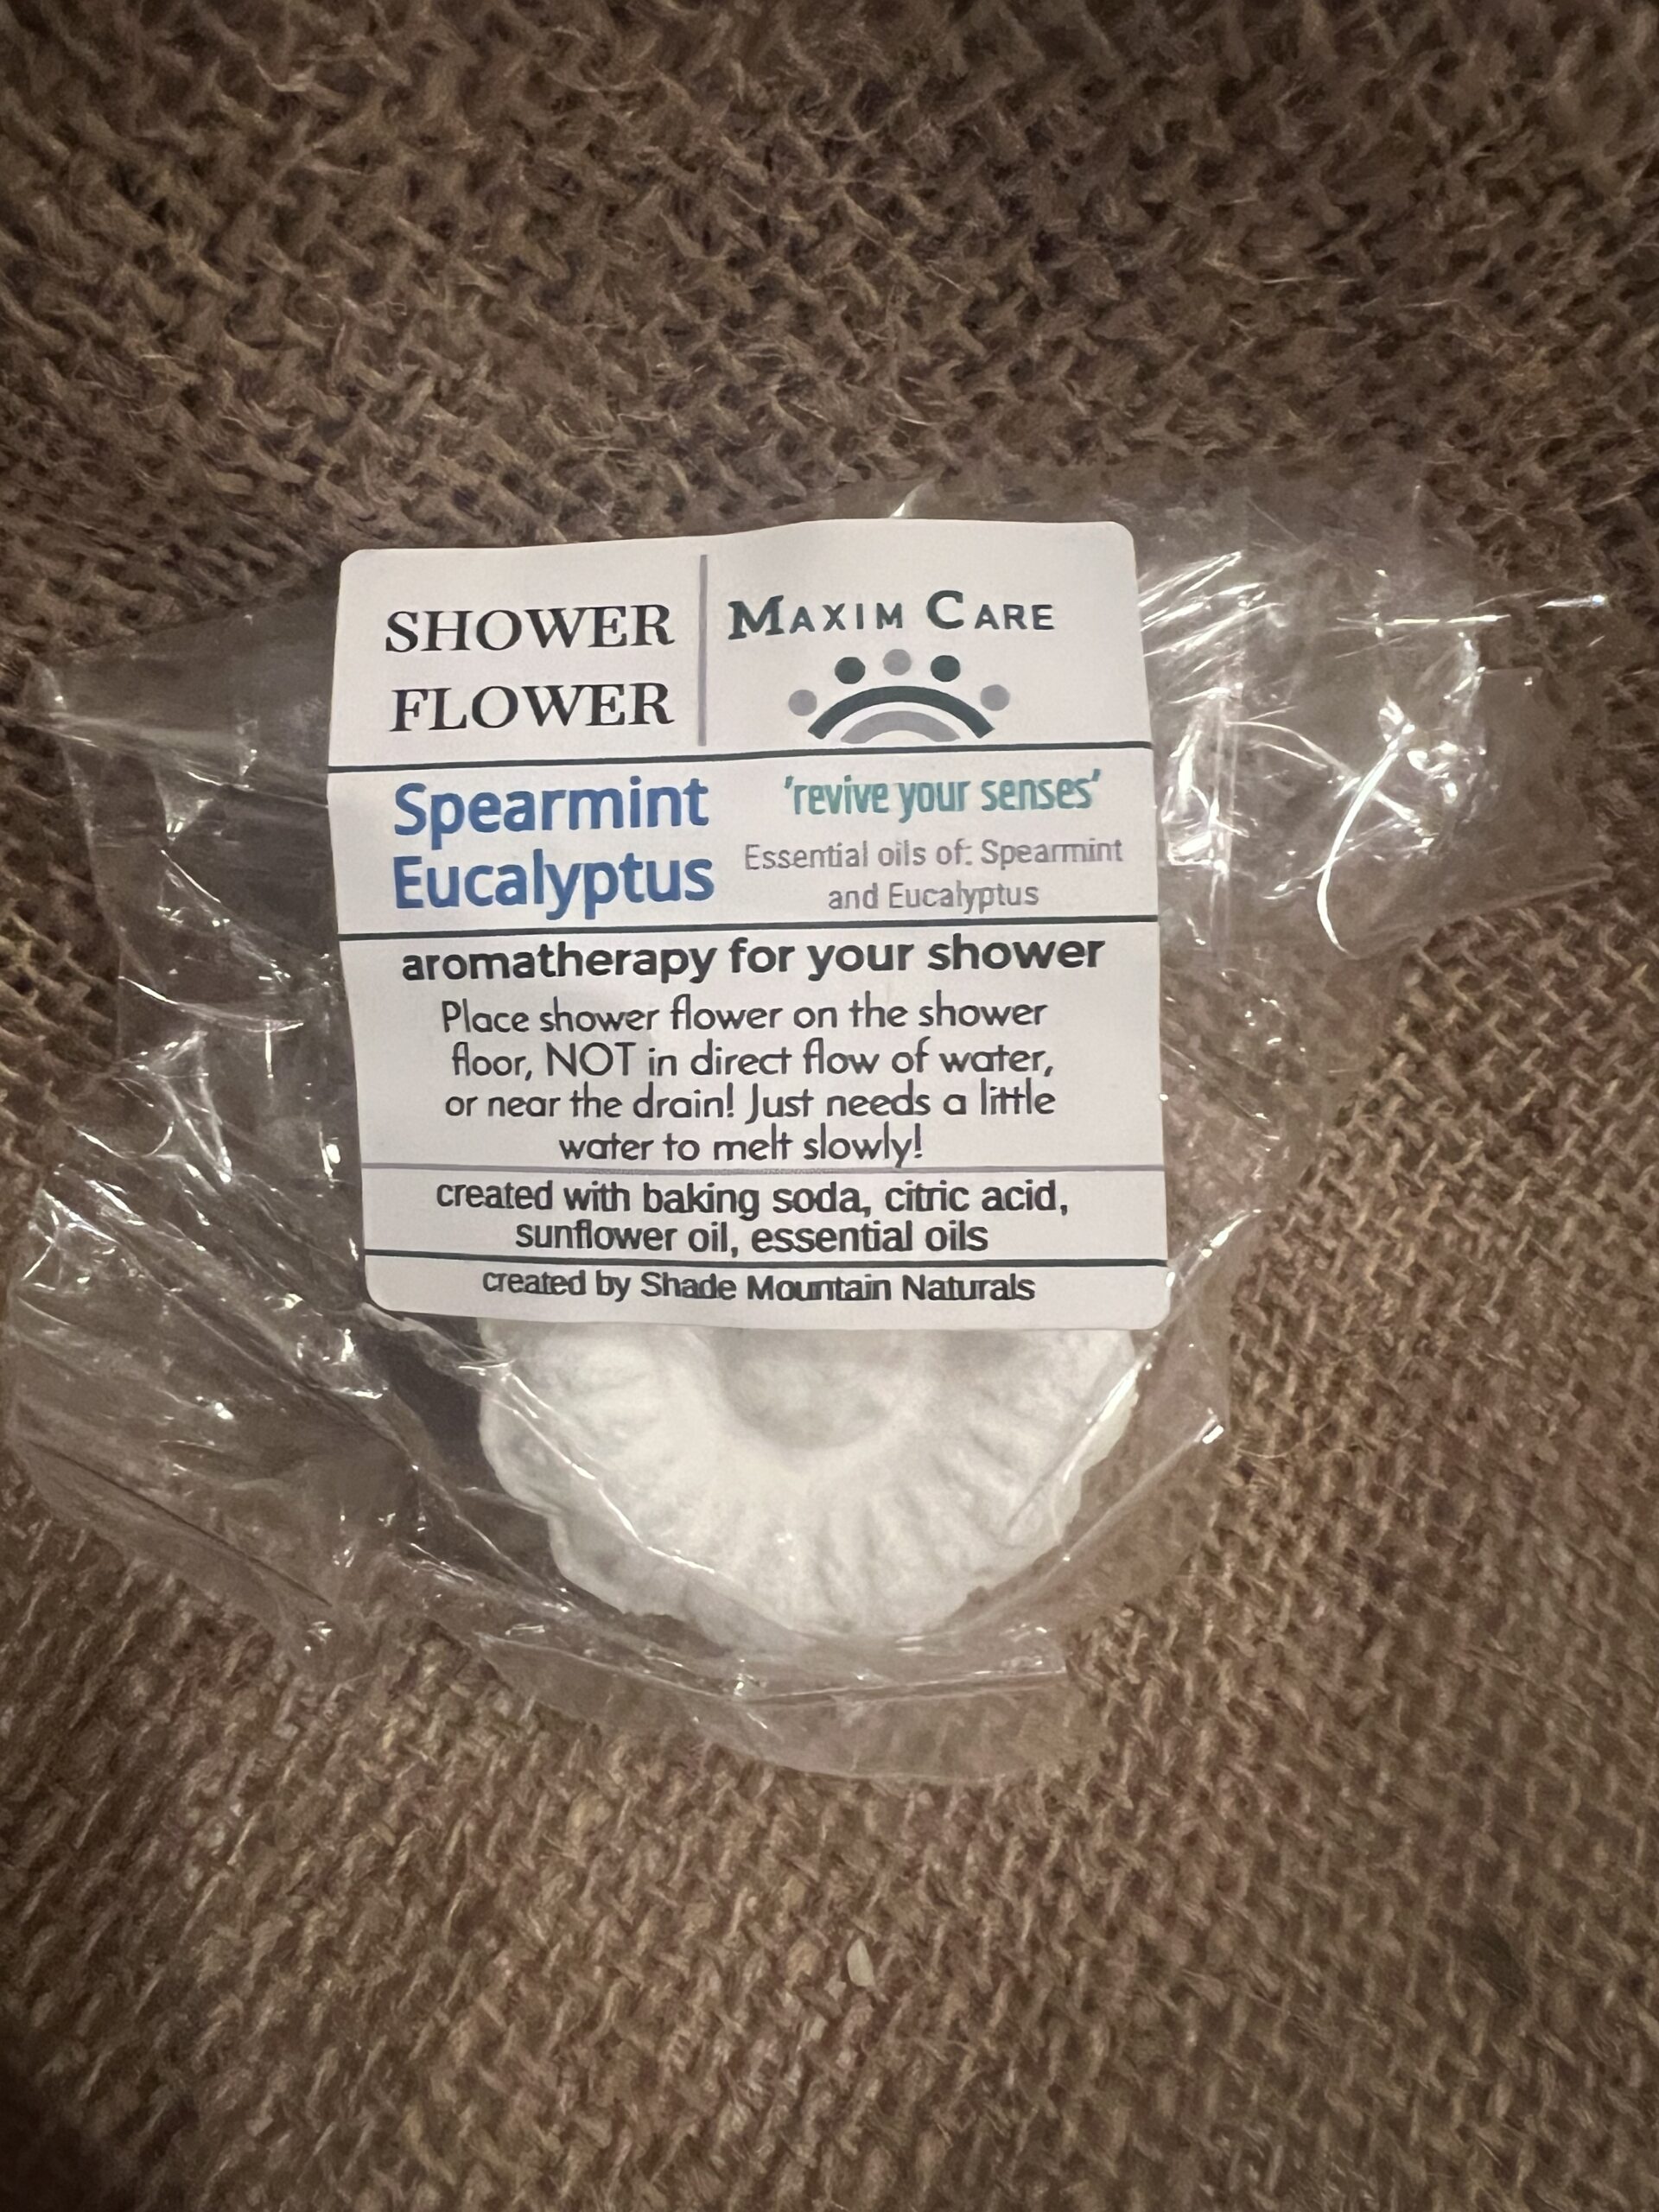 SHOWER
FLOWER
MAXIM CARE
Spearmint
Eucalyptus
'revive your senses'
Essential oils of: Spearmint
and Eucalyptus
aromatherapy for your shower
Place shower flower on the shower
floor, NOT in direct flow of water,
or near the drain! Just needs a little
water to melt slowly!
created with baking soda, citric acid,
sunflower oil, essential oils
created by Shade Mountain Naturals